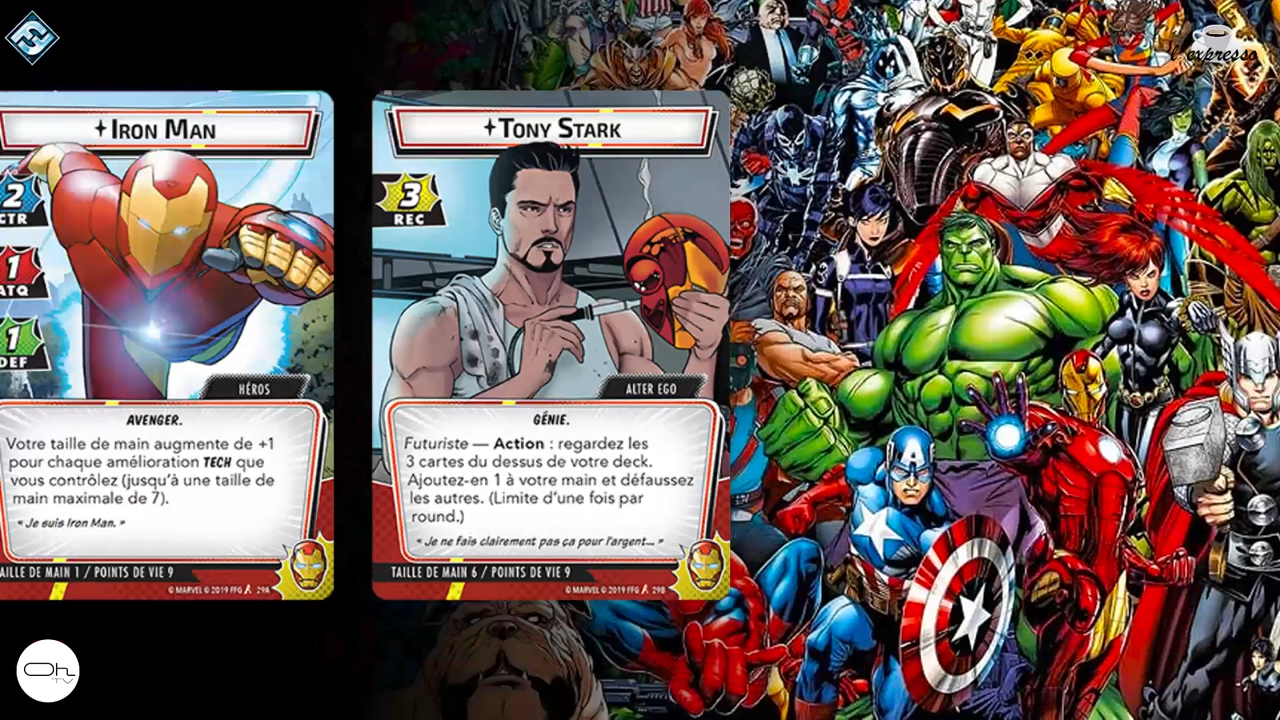 l'expresso
IRON MAN
2
CTR
1
ATQ
1
DEF
HÉROS
AVENGER.
Votre taille de main augmente de +1
pour chaque amélioration TECH que
vous contrôlez (jusqu'à une taille de
main maximale de 7).
« Je suis Iron Man. »
AILLE DE MAIN 1 / POINTS DE VIE 9
© MARVEL © 2019 FFG 29A
TONY STARK
3
REC
ALTER EGO
GÉNIE.
Futuriste — Action : regardez les
3 cartes du dessus de votre deck.
Ajoutez-en 1 à votre main et défaussez
les autres. (Limite d'une fois par
round.)
« Je ne fais clairement pas ça pour l'argent... »
TAILLE DE MAIN 6 / POINTS DE VIE 9
© MARVEL © 2019 FFG 29B
Oh
TV